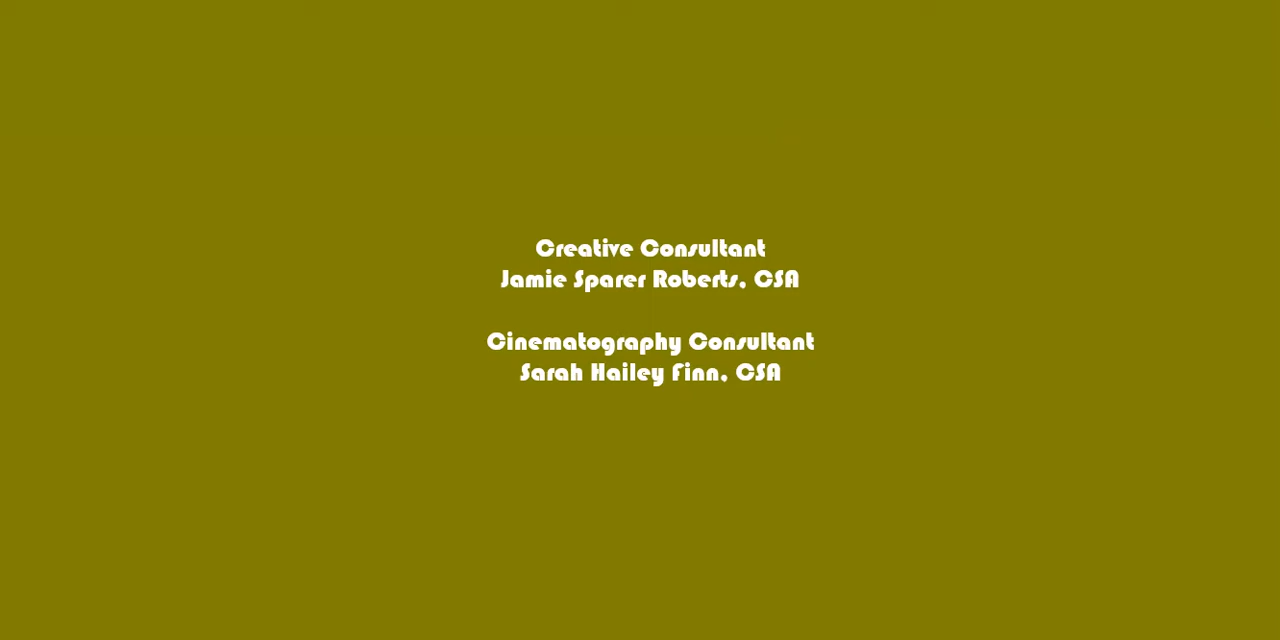 Creative Consultant
Jamie Sparer Roberts, CSA
Cinematography Consultant
Sarah Hailey Finn, CSA